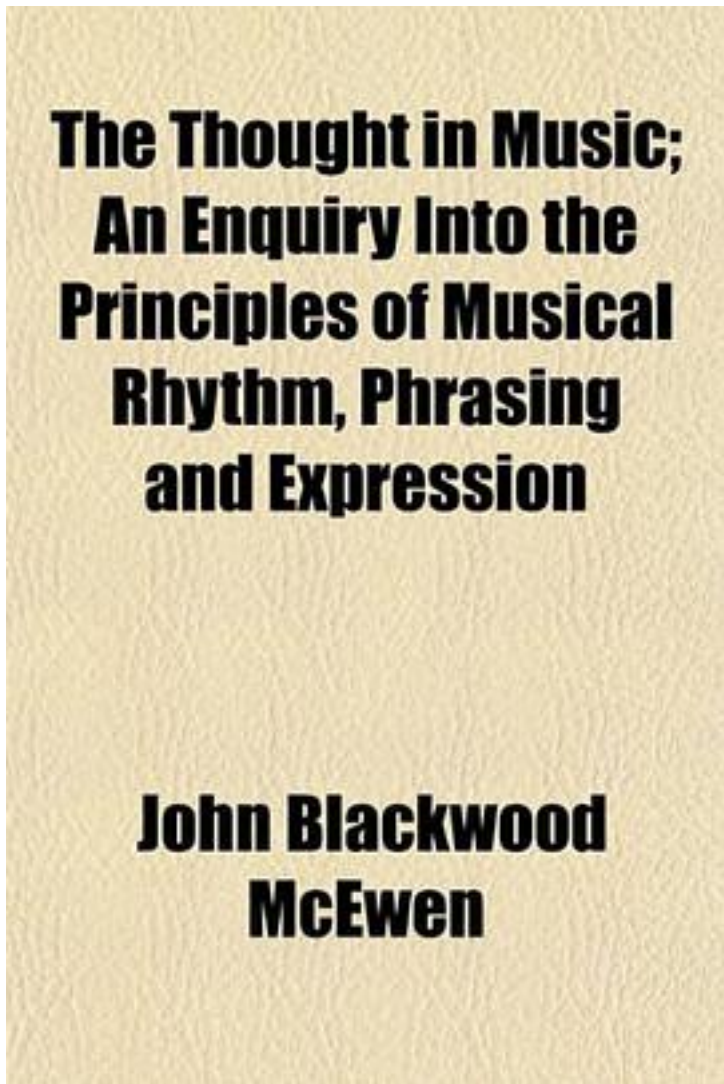 The Thought in Music;
An Enquiry Into the
Principles of Musical
Rhythm, Phrasing
and Expression
John Blackwood
McEwen